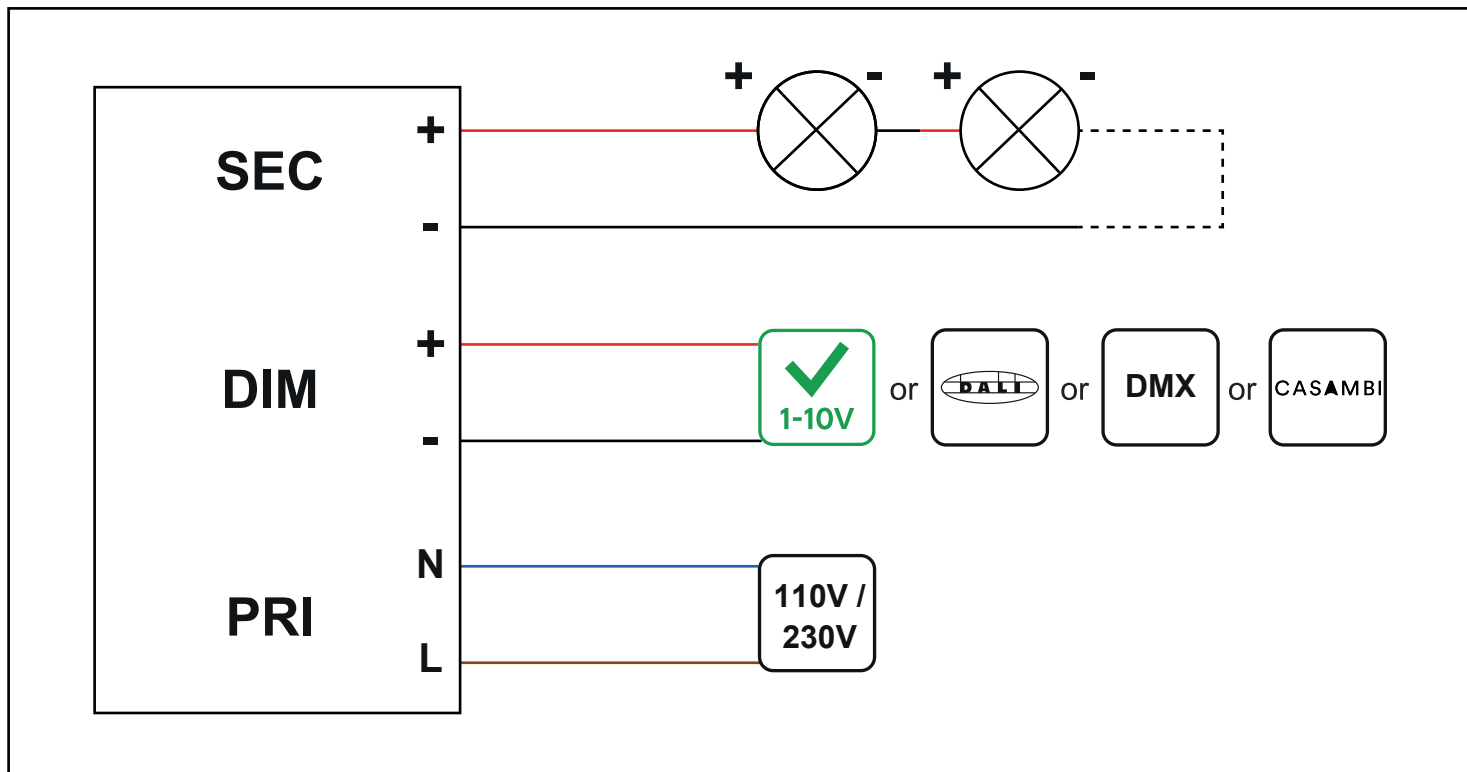 + - + -
+
SEC
-
+
DIM
-
1-10V or DALI or DMX or CASAMBI
N
PRI
L
110V /
230V